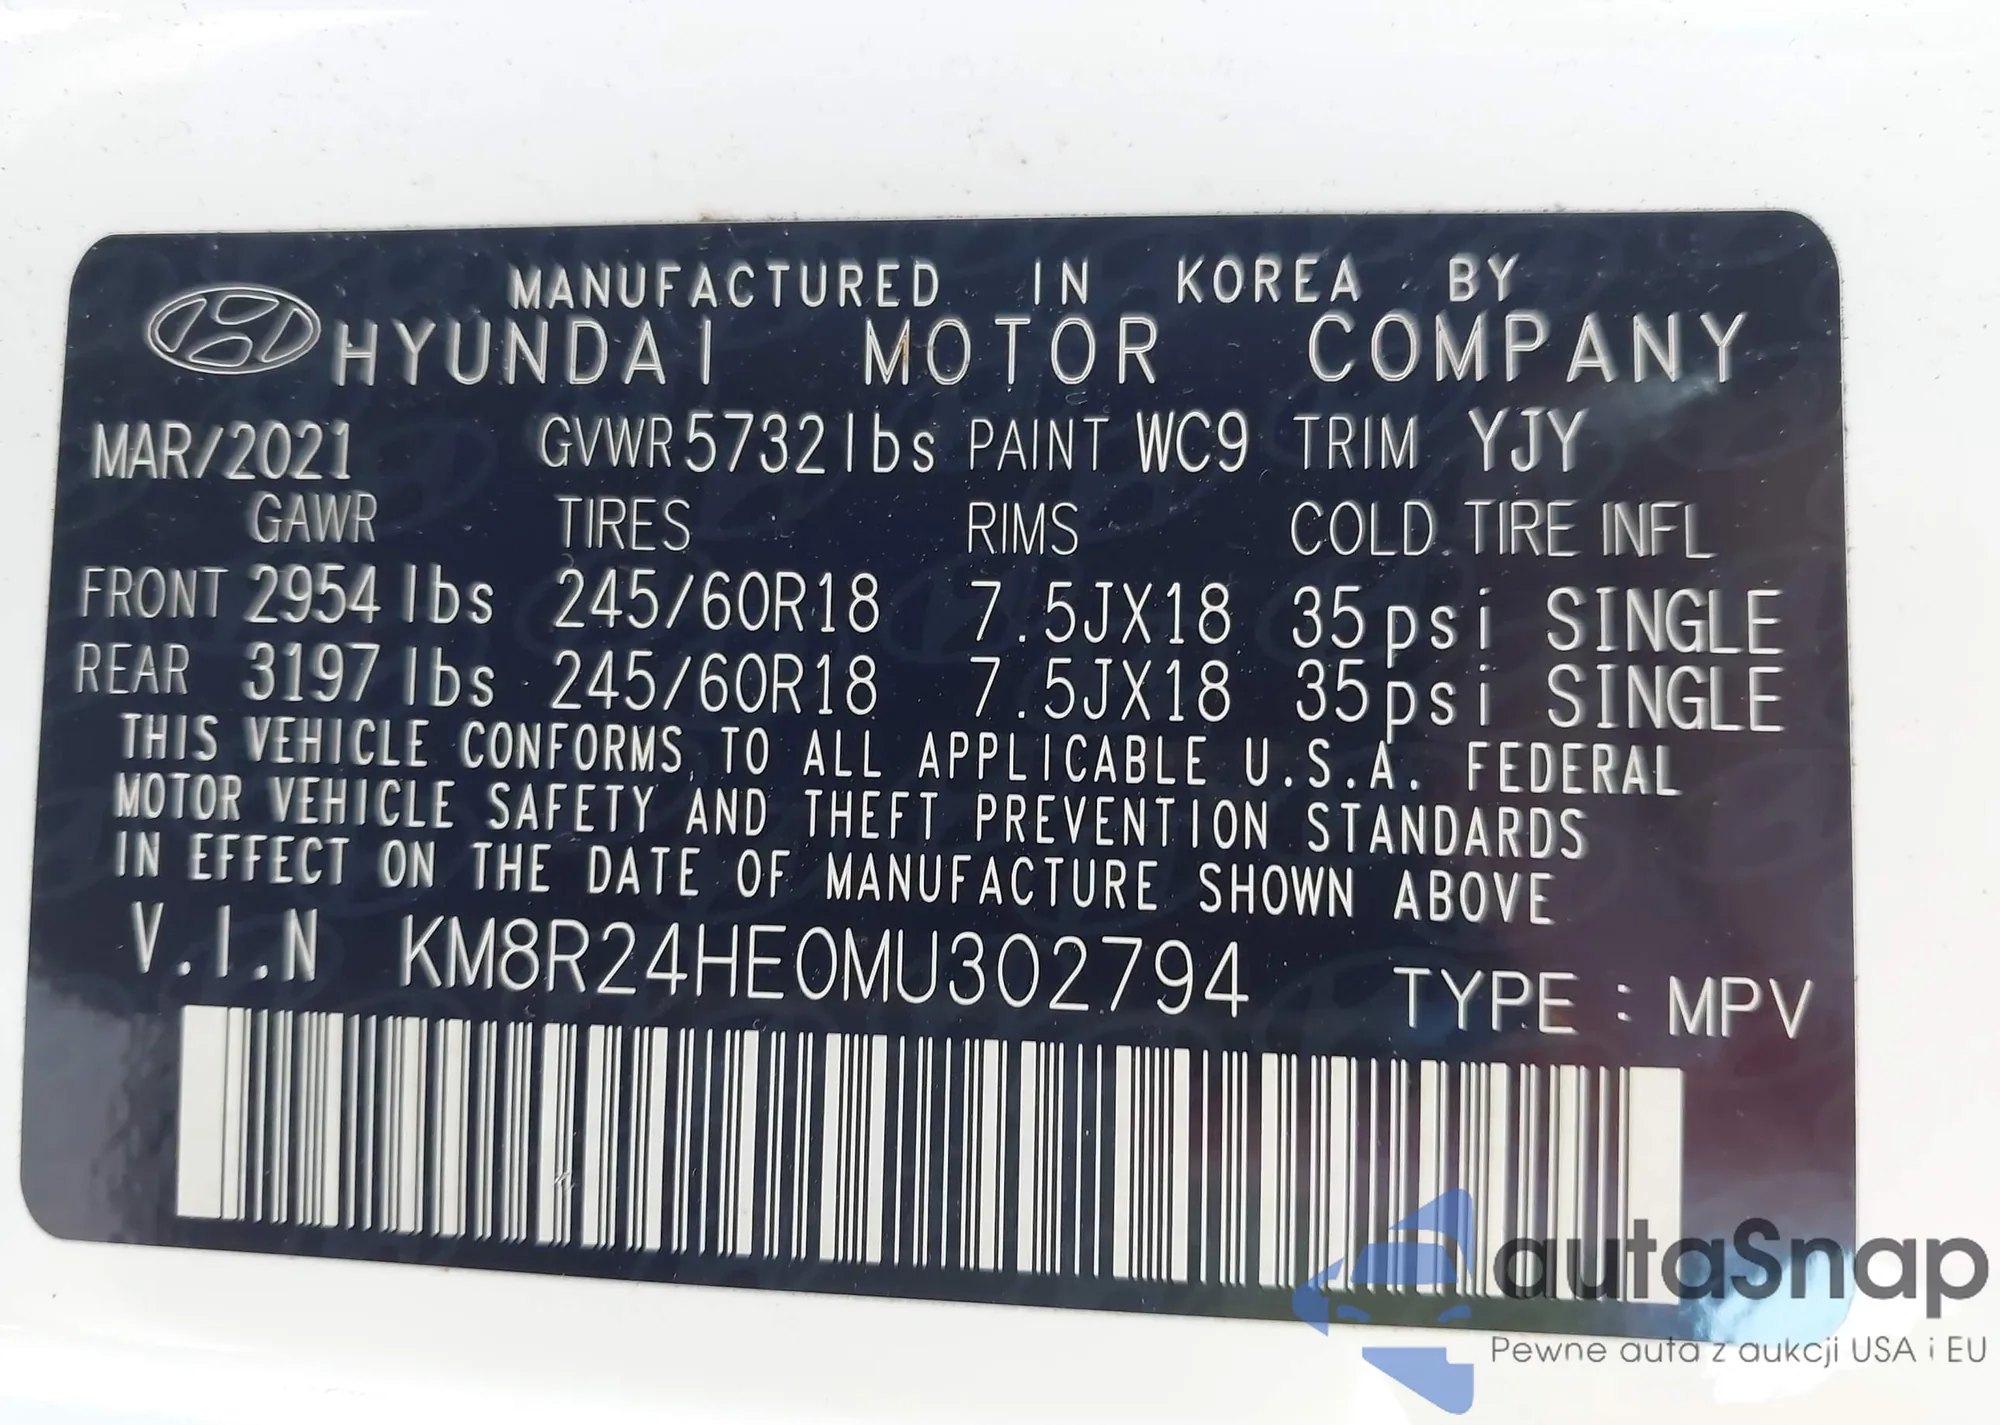 MANUFACTURED IN KOREA BY
HYUNDAI MOTOR COMPANY
MAR/2021 GVWR 5732lbs PAINT WC9 TRIM YJY
GAWR TIRES RIMS COLD TIRE INFL
FRONT 2954 lbs 245/60R18 7.5JX18 35psi SINGLE
REAR 3197 lbs 245/60R18 7.5JX18 35psi SINGLE
THIS VEHICLE CONFORMS TO ALL APPLICABLE U.S.A. FEDERAL
MOTOR VEHICLE SAFETY AND THEFT PREVENTION STANDARDS
IN EFFECT ON THE DATE OF MANUFACTURE SHOWN ABOVE
V.I.N KM8R24HE0MU302794 TYPE : MPV
autaSnap
Pewne auta z aukcji USA i EU